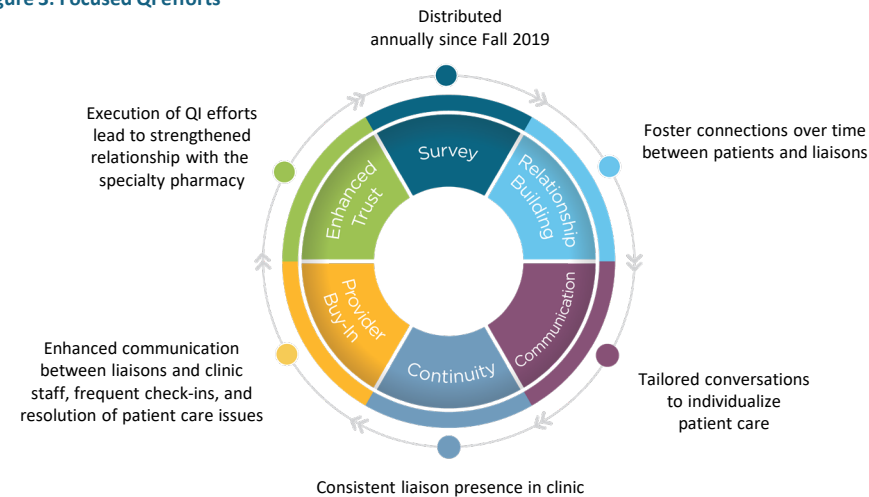 Figure 3: Focused QI efforts
Distributed
annually since Fall 2019
Survey
Foster connections over time
between patients and liaisons
Relationship
Building
Tailored conversations
to individualize
patient care
Communication
Consistent liaison presence in clinic
Continuity
Enhanced communication
between liaisons and clinic
staff, frequent check-ins, and
resolution of patient care issues
Provider
Buy-In
Execution of QI efforts
lead to strengthened
relationship with the
specialty pharmacy
Enhanced
Trust